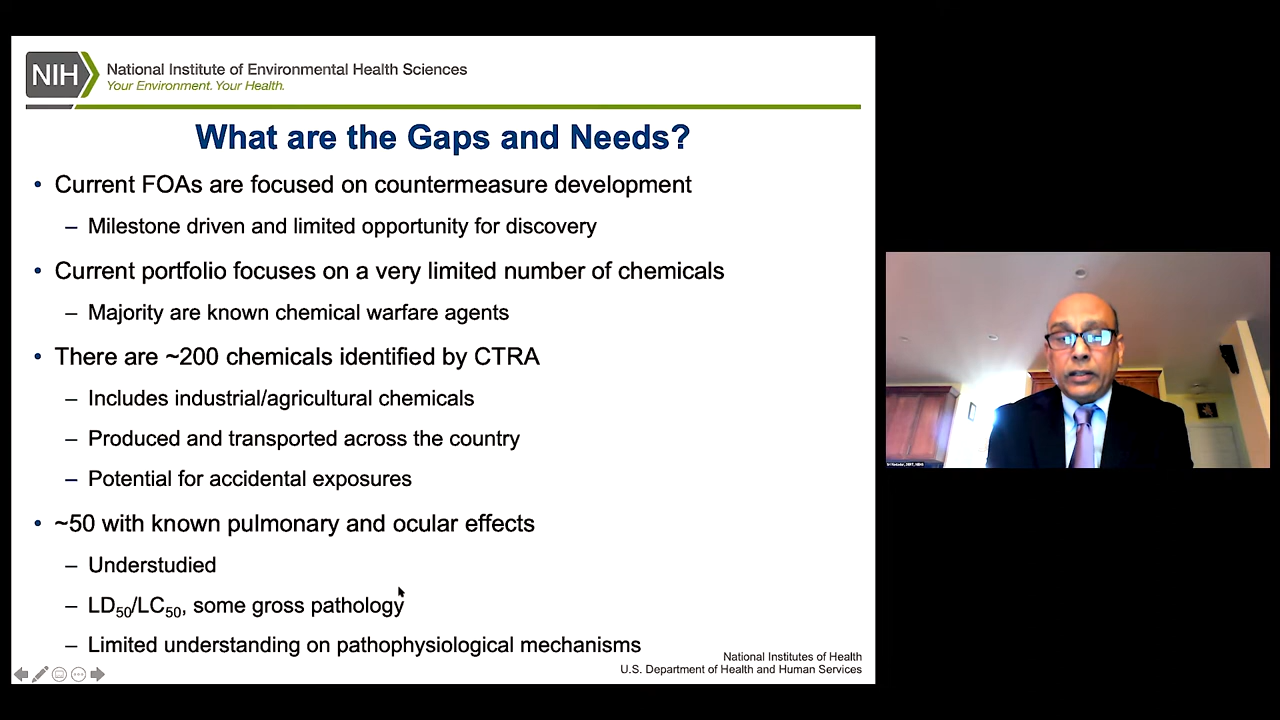 NIH
National Institute of Environmental Health Sciences
Your Environment. Your Health.
What are the Gaps and Needs?
• Current FOAs are focused on countermeasure development
– Milestone driven and limited opportunity for discovery
• Current portfolio focuses on a very limited number of chemicals
– Majority are known chemical warfare agents
• There are ~200 chemicals identified by CTRA
– Includes industrial/agricultural chemicals
– Produced and transported across the country
– Potential for accidental exposures
• ~50 with known pulmonary and ocular effects
– Understudied
– LD50/LC50, some gross pathology
– Limited understanding on pathophysiological mechanisms
National Institutes of Health
U.S. Department of Health and Human Services